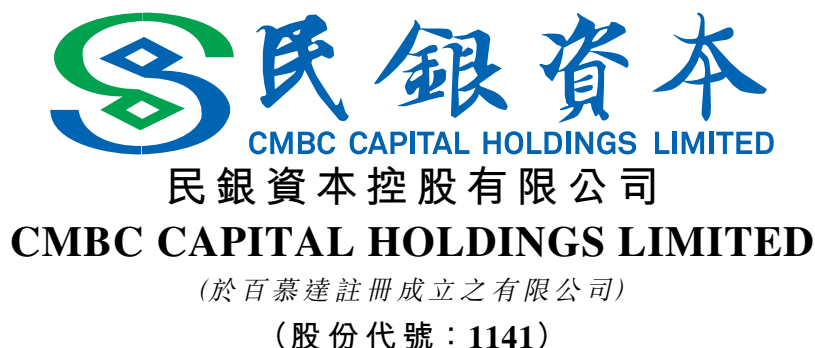 民銀資本
CMBC CAPITAL HOLDINGS LIMITED
民銀資本控股有限公司
CMBC CAPITAL HOLDINGS LIMITED
(於百慕達註冊成立之有限公司)
（股份代號：1141）